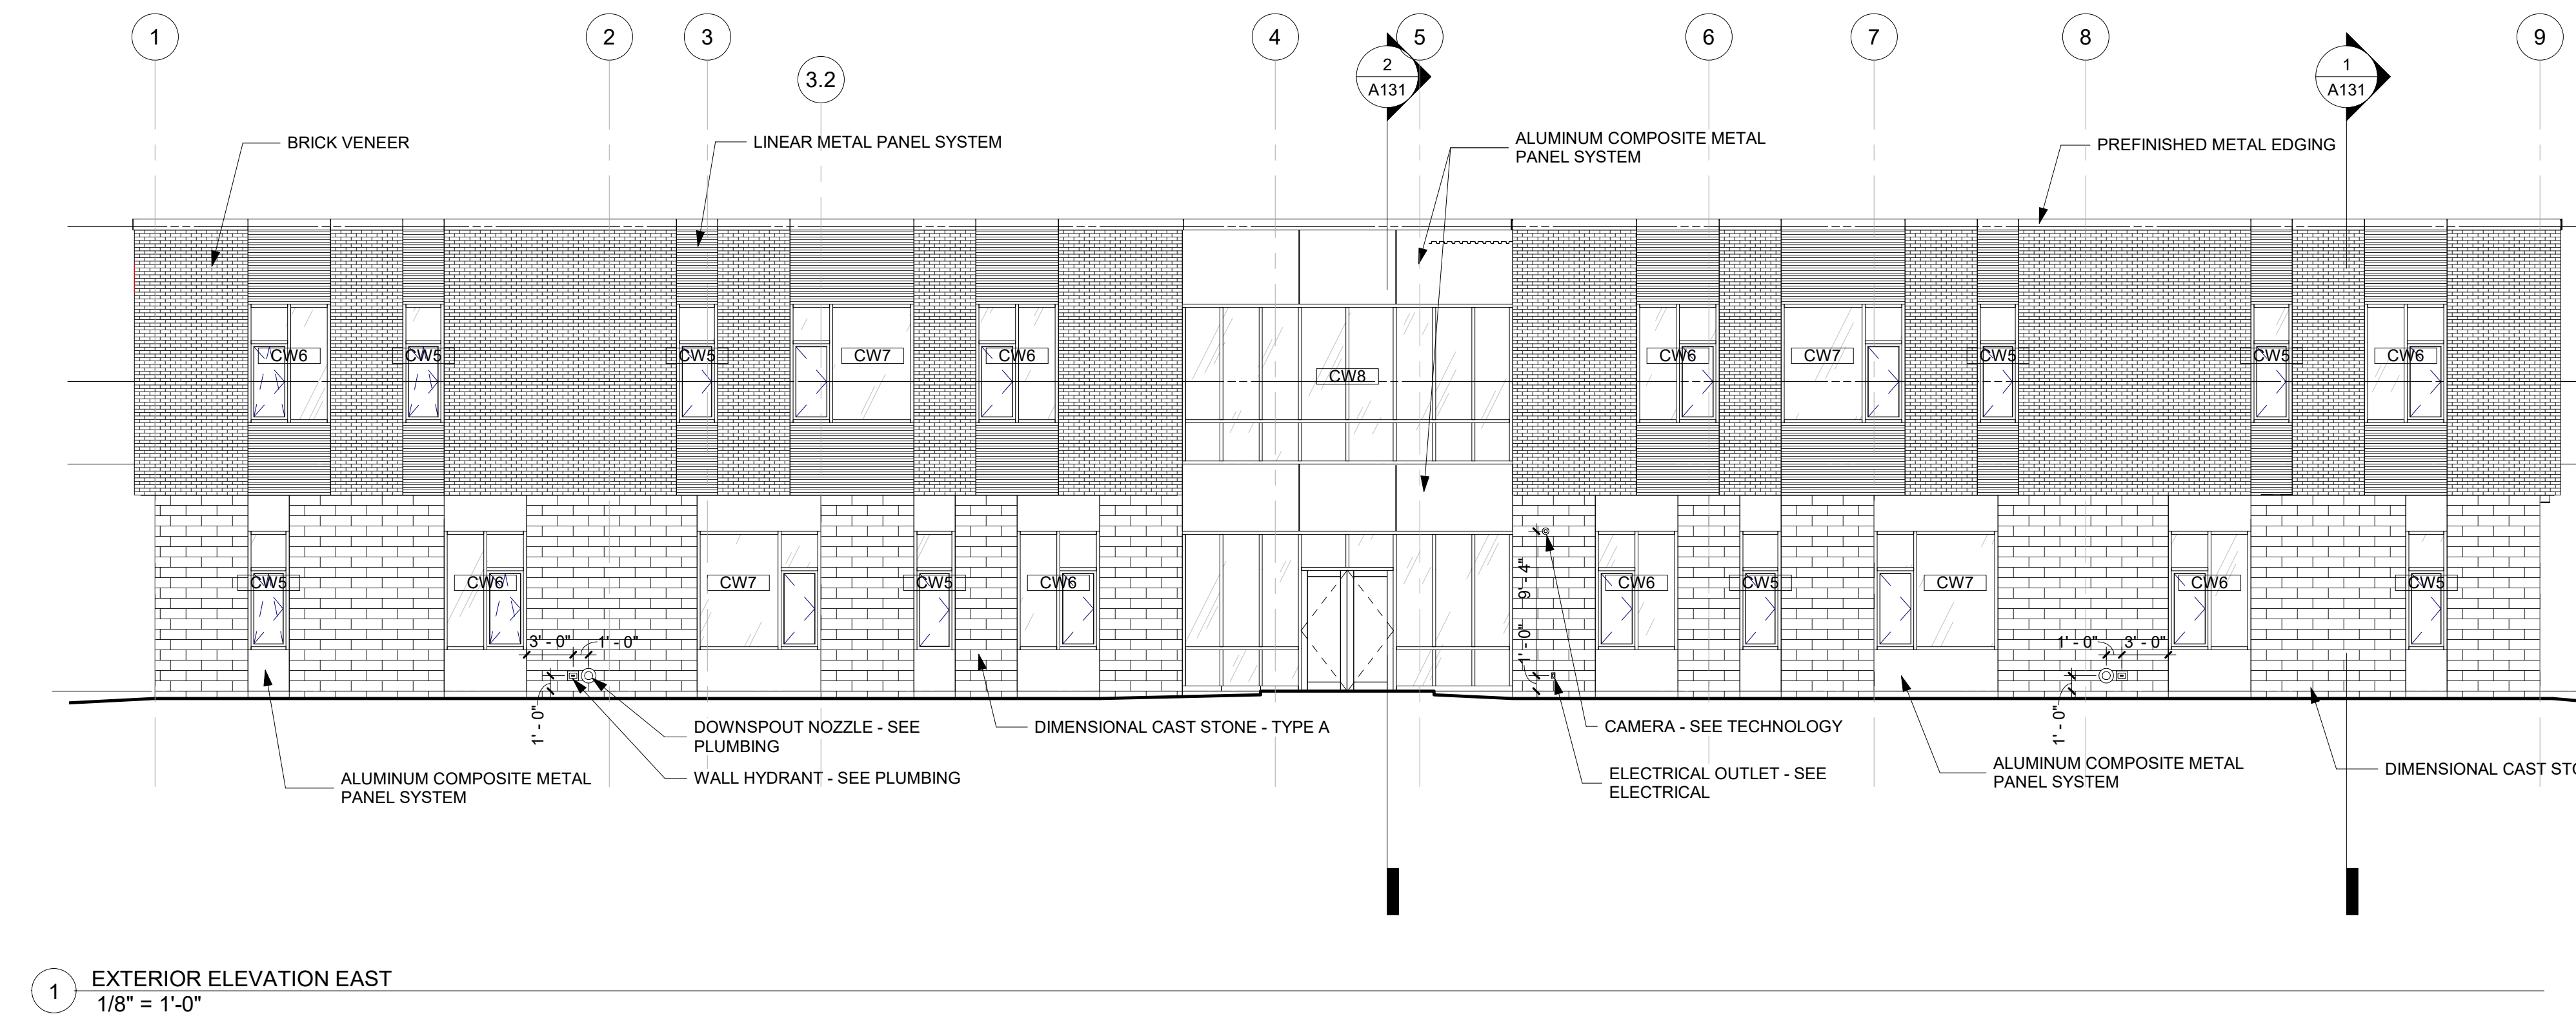 1
2
3
4
5
6
7
8
9
3.2
2
A131
1
A131
BRICK VENEER
LINEAR METAL PANEL SYSTEM
ALUMINUM COMPOSITE METAL
PANEL SYSTEM
PREFINISHED METAL EDGING
CW6
CW5
CW5
CW7
CW6
CW8
CW6
CW7
CW5
CW5
CW6
CW5
CW6
CW7
CW5
CW6
CW6
CW5
CW7
CW6
CW5
9' - 4"
1' - 0"
3' - 0"
1' - 0"
1' - 0"
1' - 0"
3' - 0"
1' - 0"
DOWNSPOUT NOZZLE - SEE
PLUMBING
DIMENSIONAL CAST STONE - TYPE A
CAMERA - SEE TECHNOLOGY
WALL HYDRANT - SEE PLUMBING
ALUMINUM COMPOSITE METAL
PANEL SYSTEM
ELECTRICAL OUTLET - SEE
ELECTRICAL
ALUMINUM COMPOSITE METAL
PANEL SYSTEM
DIMENSIONAL CAST STO
1
EXTERIOR ELEVATION EAST
1/8" = 1'-0"